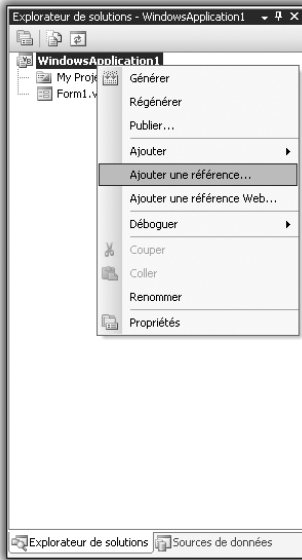 Explorateur de solutions - WindowsApplication1
WindowsApplication1
My Proje
Form1.v
Générer
Régénérer
Publier...
Ajouter
Ajouter une référence...
Ajouter une référence Web...
Déboguer
Couper
Coller
Renommer
Propriétés
Explorateur de solutions
Sources de données